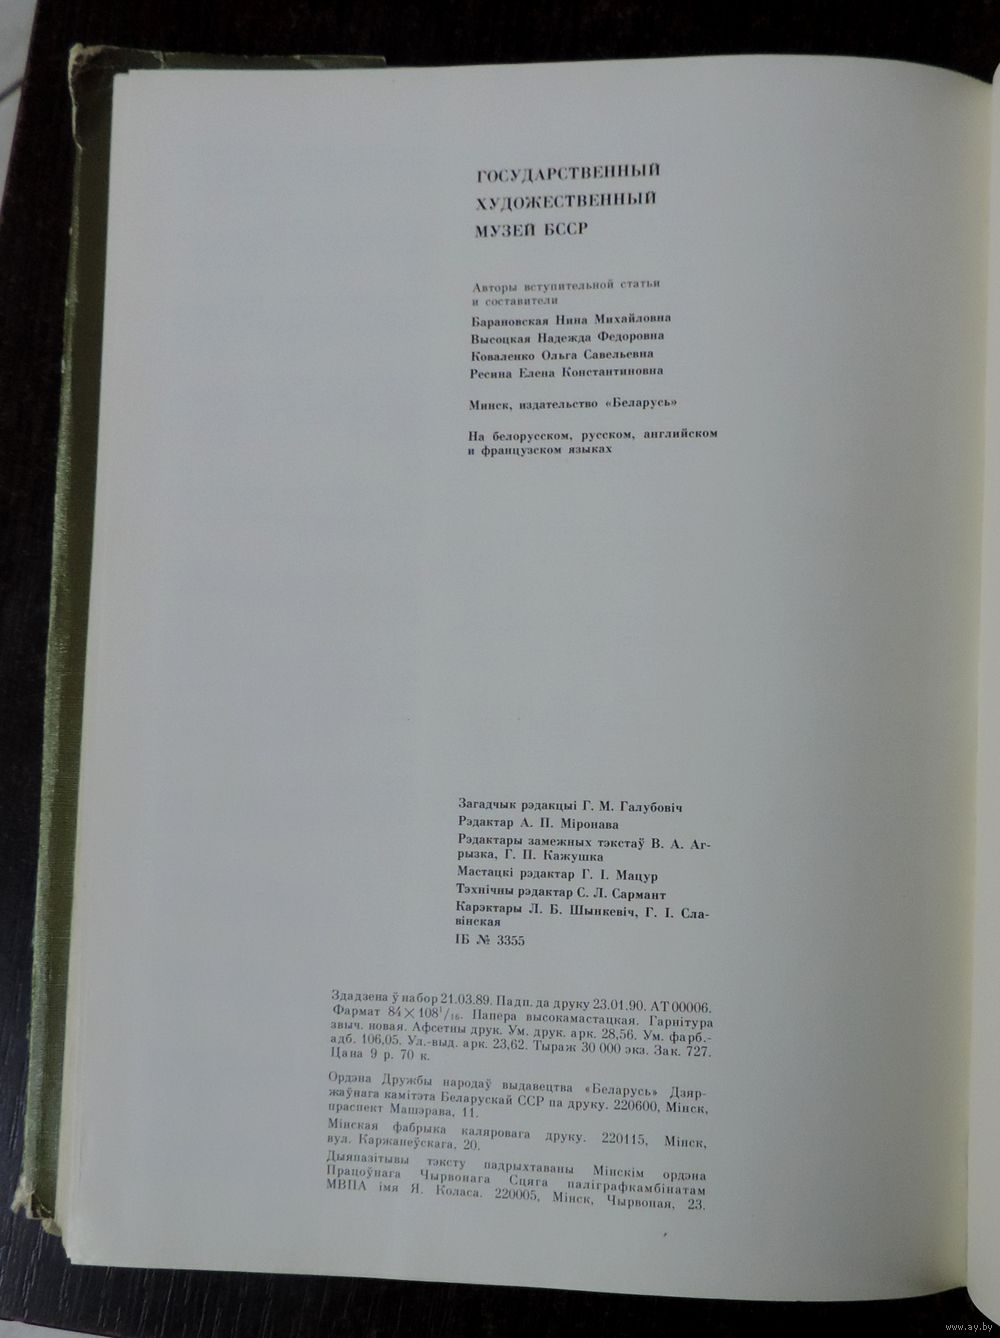 ГОСУДАРСТВЕННЫЙ
ХУДОЖЕСТВЕННЫЙ
МУЗЕЙ БССР
Авторы вступительной статьи
и составители
Барановская Нина Михайловна
Высоцкая Надежда Федоровна
Коваленко Ольга Савельевна
Ресина Елена Константиновна
Минск, издательство «Беларусь»
На белорусском, русском, английском
и французском языках
Загадчык рэдакцыі Г. М. Галубовіч
Рэдактар А. П. Міронава
Рэдактары замежных тэкстаў В. А. Аг-
рызка, Г. П. Кажушка
Мастацкі рэдактар Г. І. Мацур
Тэхнічны рэдактар С. Л. Сармант
Карэктары Л. Б. Шынкевіч, Г. І. Сла-
вінская
ІБ № 3355
Здадзена ў набор 21.03.89. Падп. да друку 23.01.90. АТ 00006.
Фармат 84×108¹/₁₆. Папера высокамастацкая. Гарнітура
звыч. новая. Афсетны друк. Ум. друк. арк. 28,56. Ум. фарб.-
адб. 106,05. Ул.-выд. арк. 23,62. Тыраж 30 000 экз. Зак. 727.
Цана 9 р. 70 к.
Ордэна Дружбы народаў выдавецтва «Беларусь» Дзяр-
жаўнага камітэта Беларускай ССР па друку. 220600, Мінск,
праспект Машэрава, 11.
Мінская фабрыка каляровага друку. 220115, Мінск,
вул. Каржанеўскага, 20.
Дыяпазітывы тэксту падрыхтаваны Мінскім ордэна
Працоўнага Чырвонага Сцяга паліграфкамбінатам
МВПА імя Я. Коласа. 220005, Мінск, Чырвоная, 23.
www.ay.by